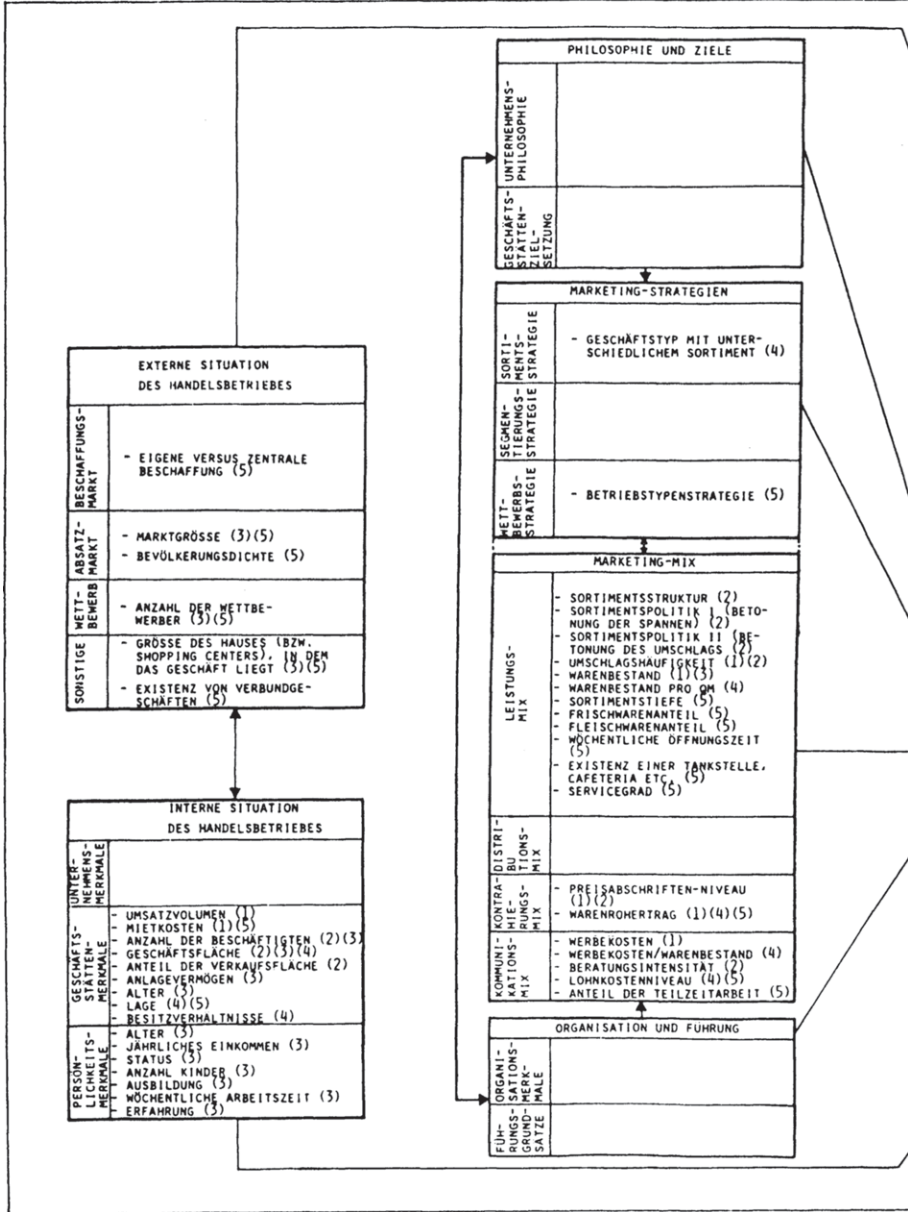 PHILOSOPHIE UND ZIELE
UNTERNEHMENS-
PHILOSOPHIE
GESCHÄFTS-
STÄTTEN-
ZIEL-
SETZUNG
MARKETING-STRATEGIEN
SORTI-
MENTS-
STRATEGIE
- GESCHÄFTSTYP MIT UNTER-
SCHIEDLICHEM SORTIMENT (4)
SEGMEN-
TIERUNGS-
STRATEGIE
WETT-
BEWERBS-
STRATEGIE
- BETRIEBSTYPENSTRATEGIE (5)
MARKETING-MIX
LEISTUNGS-
MIX
- SORTIMENTSSTRUKTUR (2)
- SORTIMENTSPOLITIK I (BETO-
NUNG DER SPANNEN) (2)
- SORTIMENTSPOLITIK II (BE-
TONUNG DES UMSCHLAGS (2)
- UMSCHLAGSHÄUFIGKEIT (1)(2)
- WARENBESTAND (1)(3)
- WARENBESTAND PRO QM (4)
- SORTIMENTSTIEFE (5)
- FRISCHWARENANTEIL (5)
- FLEISCHWARENANTEIL (5)
- WÖCHENTLICHE ÖFFNUNGSZEIT
(5)
- EXISTENZ EINER TANKSTELLE,
CAFETERIA ETC. (5)
- SERVICEGRAD (5)
DISTRI-
BU
TIONS-
MIX
KONTRA-
HIE-
RUNGS-
MIX
- PREISABSCHRIFTEN-NIVEAU
(1)(2)
- WARENROHERTRAG (1)(4)(5)
KOMMUNI-
KATIONS-
MIX
- WERBEKOSTEN (1)
- WERBEKOSTEN/WARENBESTAND (4)
- BERATUNGSINTENSITÄT (2)
- LOHNKOSTENNIVEAU (4)(5)
- ANTEIL DER TEILZEITARBEIT (5)
ORGANISATION UND FÜHRUNG
ORGANI-
SATIONS-
MERK-
MALE
FÜH-
RUNGS-
GRUND-
SÄTZE
EXTERNE SITUATION
DES HANDELSBETRIEBES
BESCHAFFUNGS-
MARKT
- EIGENE VERSUS ZENTRALE
BESCHAFFUNG (5)
ABSATZ-
MARKT
- MARKTGRÖSSE (3)(5)
- BEVÖLKERUNGSDICHTE (5)
WETT-
BEWERB
- ANZAHL DER WETTBE-
WERBER (3)(5)
SONSTIGE
- GRÖSSE DES HAUSES (BZW.
SHOPPING CENTERS), IN DEM
DAS GESCHÄFT LIEGT (3)(5)
- EXISTENZ VON VERBUNDGE-
SCHÄFTEN (5)
INTERNE SITUATION
DES HANDELSBETRIEBES
UNTER-
NEHMENS-
MERKMALE
GESCHÄFTS-
STÄTTEN-
MERKMALE
- UMSATZVOLUMEN (1)
- MIETKOSTEN (1)(5)
- ANZAHL DER BESCHÄFTIGTEN (2)(3)
- GESCHÄFTSFLÄCHE (2)(3)(4)
- ANTEIL DER VERKAUFSFLÄCHE (2)
- ANLAGEVERMÖGEN (3)
- ALTER (3)
- LAGE (4)(5)
- BESITZVERHÄLTNISSE (4)
PERSÖN-
LICHKEITS-
MERKMALE
- ALTER (3)
- JÄHRLICHES EINKOMMEN (3)
- STATUS (3)
- ANZAHL KINDER (3)
- AUSBILDUNG (3)
- WÖCHENTLICHE ARBEITSZEIT (3)
- ERFAHRUNG (3)